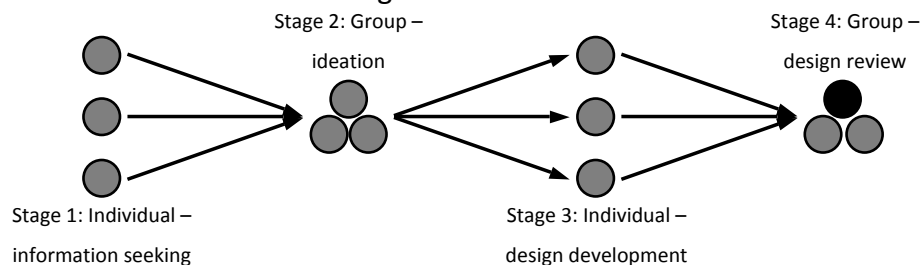 Stage 2: Group –
ideation
Stage 4: Group –
design review
Stage 1: Individual –
information seeking
Stage 3: Individual –
design development